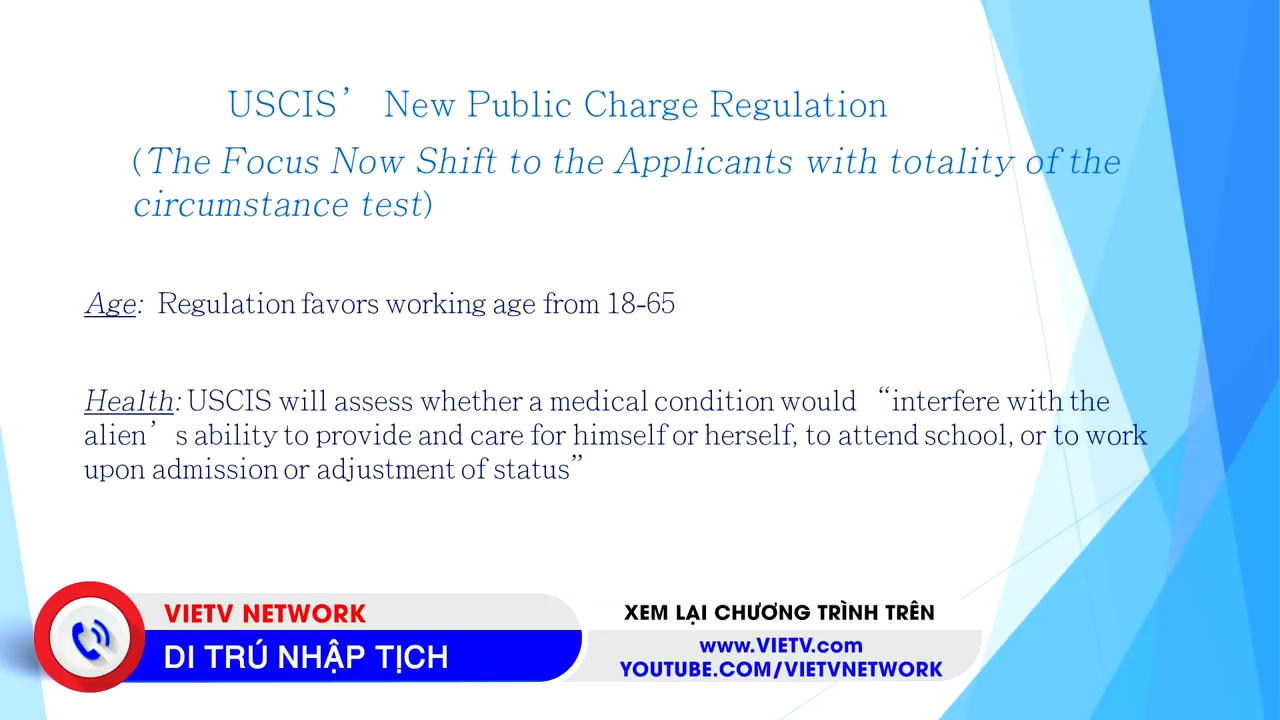 USCIS’ New Public Charge Regulation
(The Focus Now Shift to the Applicants with totality of the
circumstance test)
Age: Regulation favors working age from 18-65
Health: USCIS will assess whether a medical condition would “interfere with the
alien’s ability to provide and care for himself or herself, to attend school, or to work
upon admission or adjustment of status”
VIETV NETWORK
DI TRÚ NHẬP TỊCH
XEM LẠI CHƯƠNG TRÌNH TRÊN
www.VIETV.com
YOUTUBE.COM/VIETVNETWORK